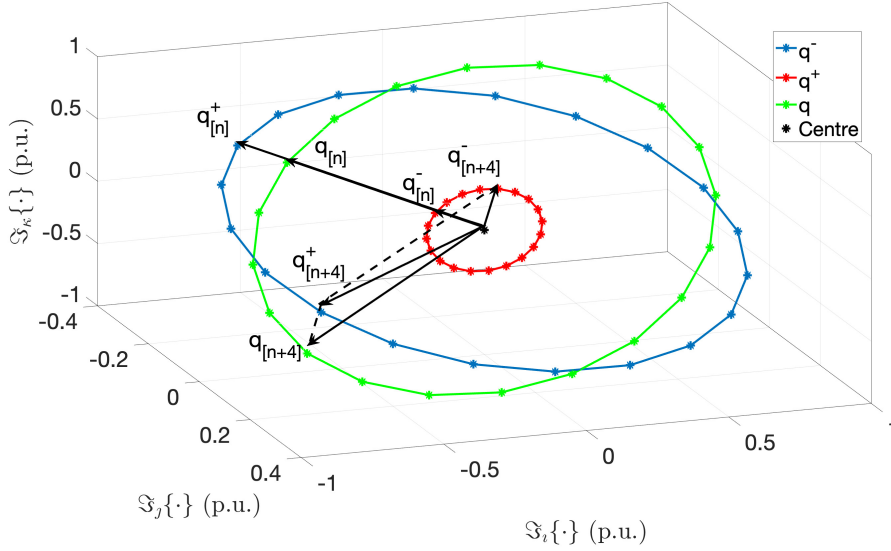 1
0.5
0
-0.5
-1
ℑκ{·} (p.u.)
-0.4
-0.2
0
0.2
0.4
ℑȷ{·} (p.u.)
-1
-0.5
0
0.5
ℑı{·} (p.u.)
q+[n]
q[n]
q-[n]
q-[n+4]
q+[n+4]
q[n+4]
q-
q+
q
Centre